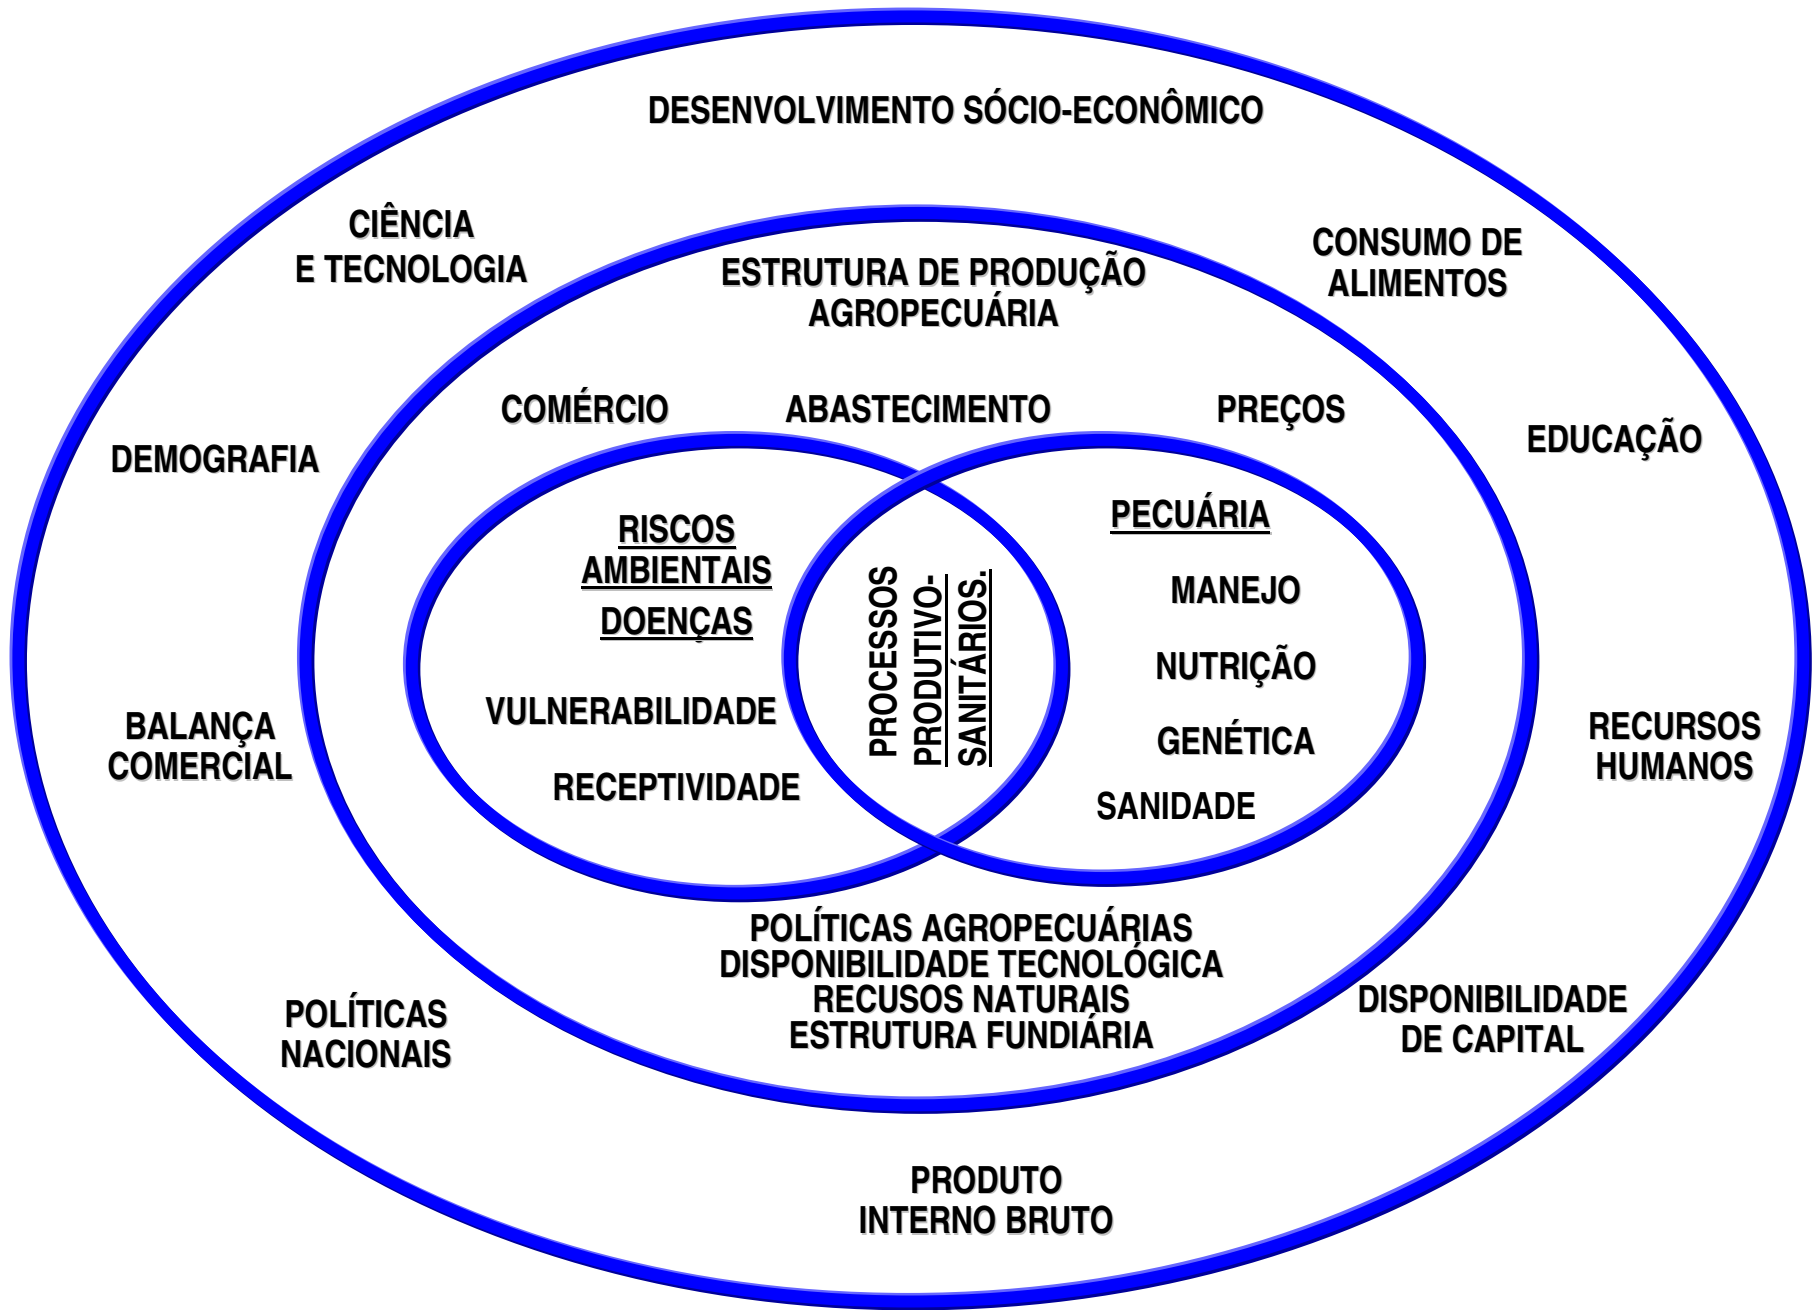 DESENVOLVIMENTO SÓCIO-ECONÔMICO
CIÊNCIA
E TECNOLOGIA
CONSUMO DE
ALIMENTOS
ESTRUTURA DE PRODUÇÃO
AGROPECUÁRIA
COMÉRCIO
ABASTECIMENTO
PREÇOS
DEMOGRAFIA
EDUCAÇÃO
RISCOS
AMBIENTAIS
DOENÇAS
VULNERABILIDADE
RECEPTIVIDADE
PROCESSOS
PRODUTIVO-
SANITÁRIOS.
PECUÁRIA
MANEJO
NUTRIÇÃO
GENÉTICA
SANIDADE
BALANÇA
COMERCIAL
RECURSOS
HUMANOS
POLÍTICAS AGROPECUÁRIAS
DISPONIBILIDADE TECNOLÓGICA
RECUSOS NATURAIS
ESTRUTURA FUNDIÁRIA
POLÍTICAS
NACIONAIS
DISPONIBILIDADE
DE CAPITAL
PRODUTO
INTERNO BRUTO